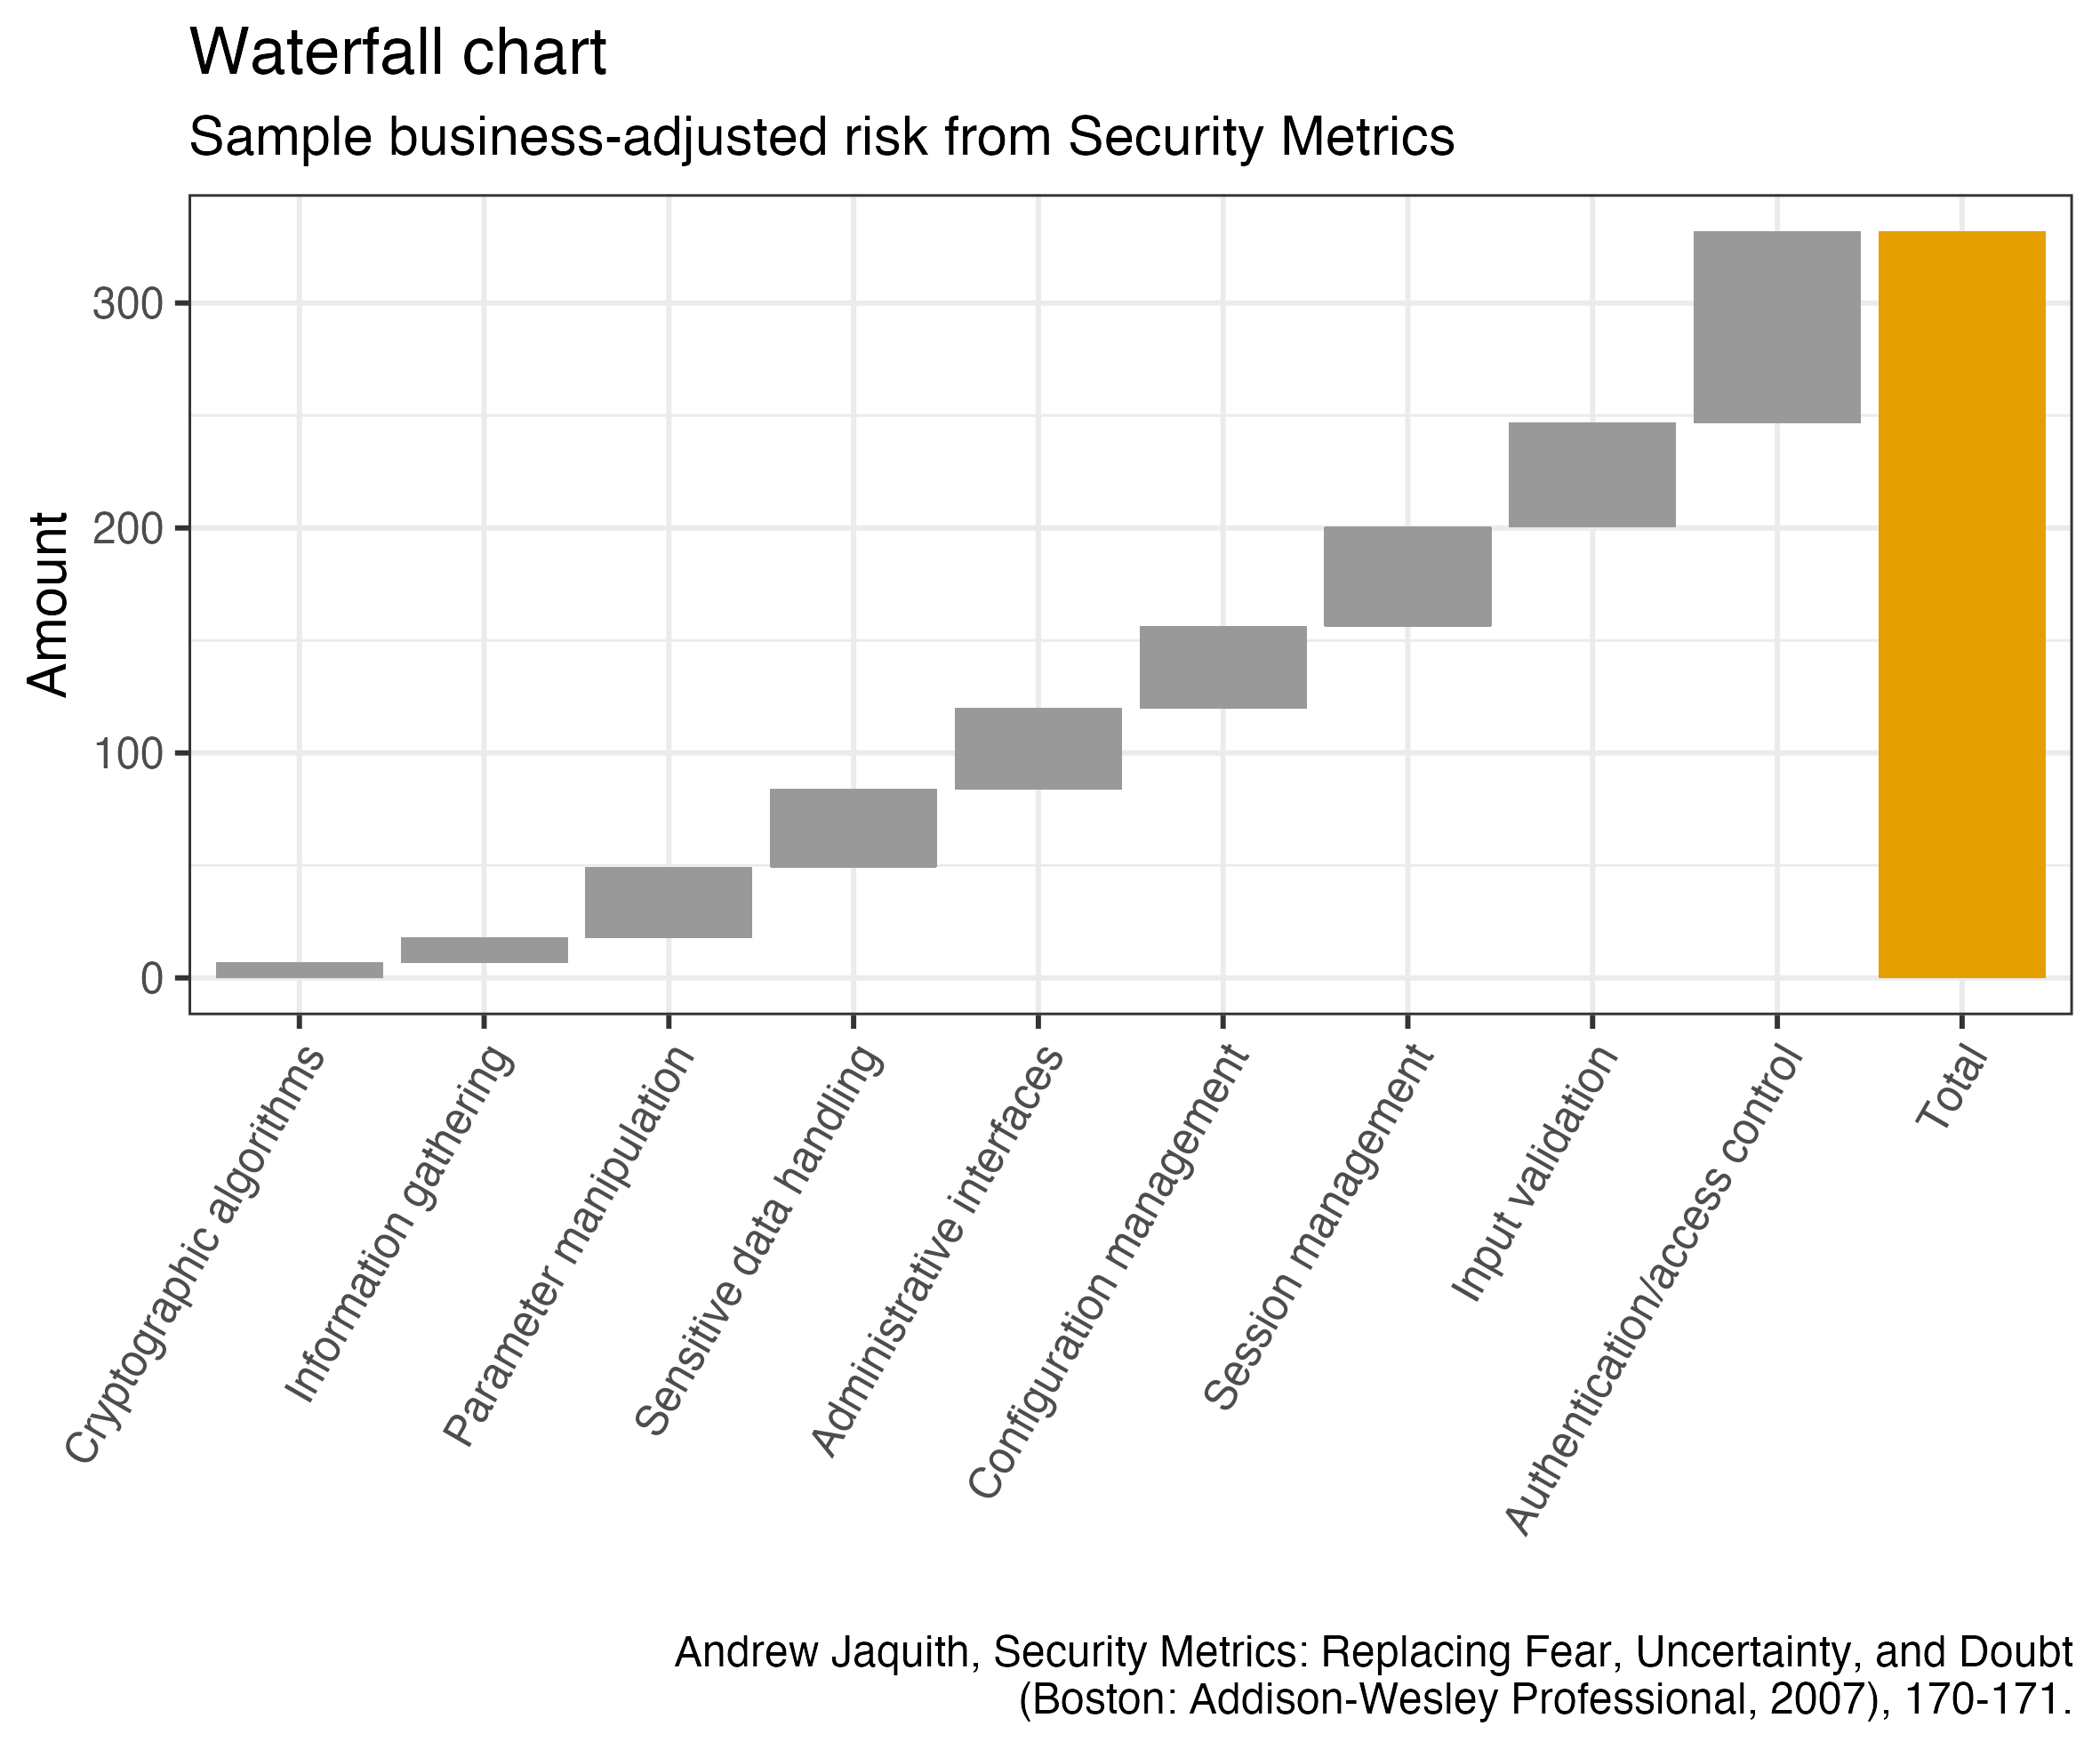 Waterfall chart
Sample business-adjusted risk from Security Metrics
Amount
300
200
100
0
Cryptographic algorithms
Information gathering
Parameter manipulation
Sensitive data handling
Administrative interfaces
Configuration management
Session management
Input validation
Authentication/access control
Total
Andrew Jaquith, Security Metrics: Replacing Fear, Uncertainty, and Doubt
(Boston: Addison-Wesley Professional, 2007), 170-171.